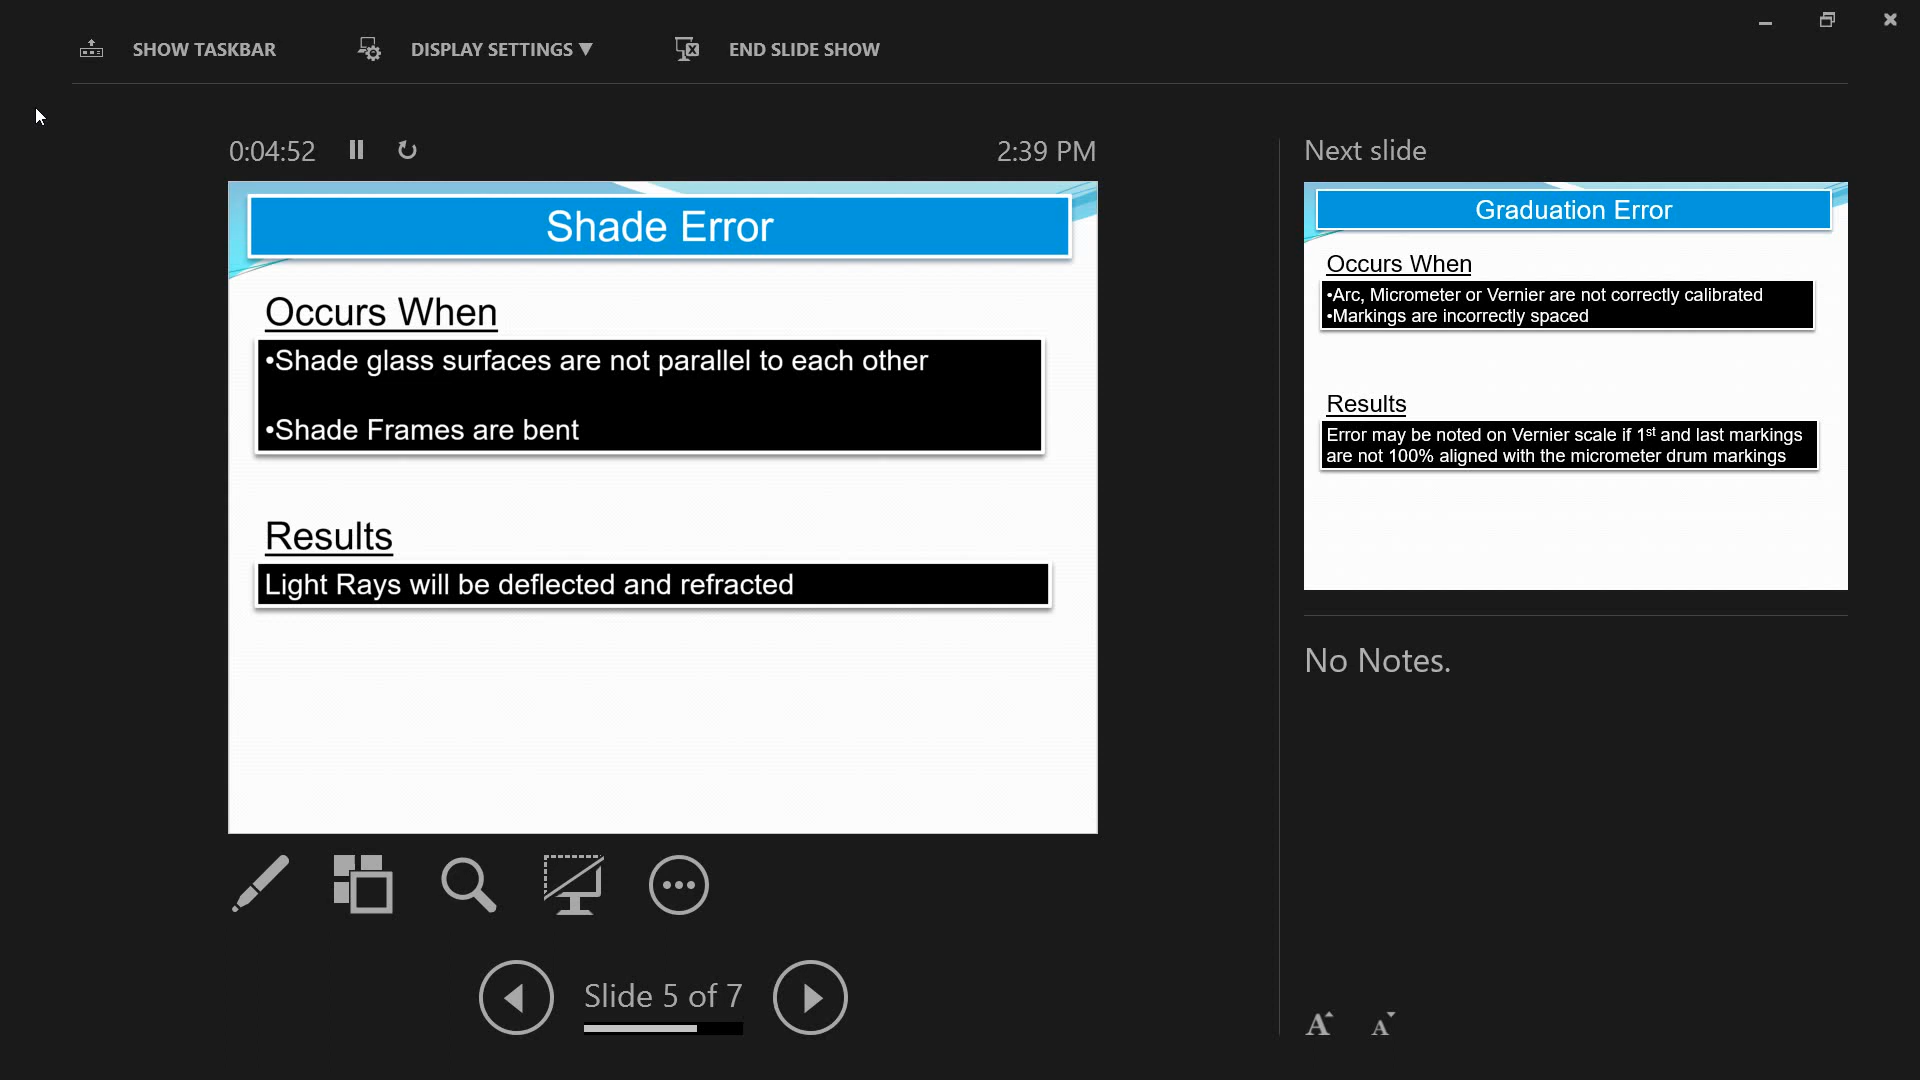 SHOW TASKBAR
DISPLAY SETTINGS ▼
END SLIDE SHOW
0:04:52
2:39 PM
Shade Error
Occurs When
•Shade glass surfaces are not parallel to each other
•Shade Frames are bent
Results
Light Rays will be deflected and refracted
Slide 5 of 7
Next slide
Graduation Error
Occurs When
•Arc, Micrometer or Vernier are not correctly calibrated
•Markings are incorrectly spaced
Results
Error may be noted on Vernier scale if 1st and last markings
are not 100% aligned with the micrometer drum markings
No Notes.
A A